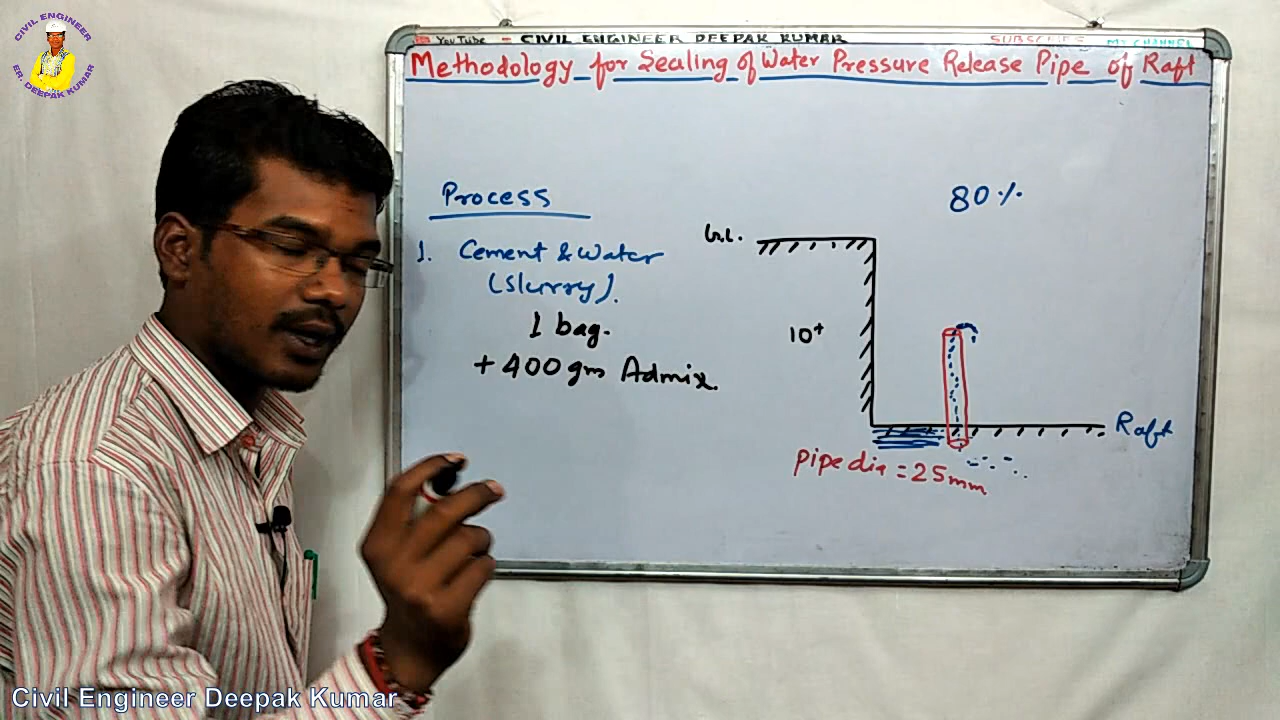 CIVIL ENGINEER
ER. DEEPAK KUMAR
YouTube - CIVIL ENGINEER DEEPAK KUMAR SUBSCRIBE MY CHANNEL
Methodology for Sealing of Water Pressure Release Pipe of Raft
Process
80%
1. Cement & Water
(Slurry).
G.L.
1 bag.
10+
+ 400 gm Admix.
Raft
Pipe dia = 25mm
Civil Engineer Deepak Kumar